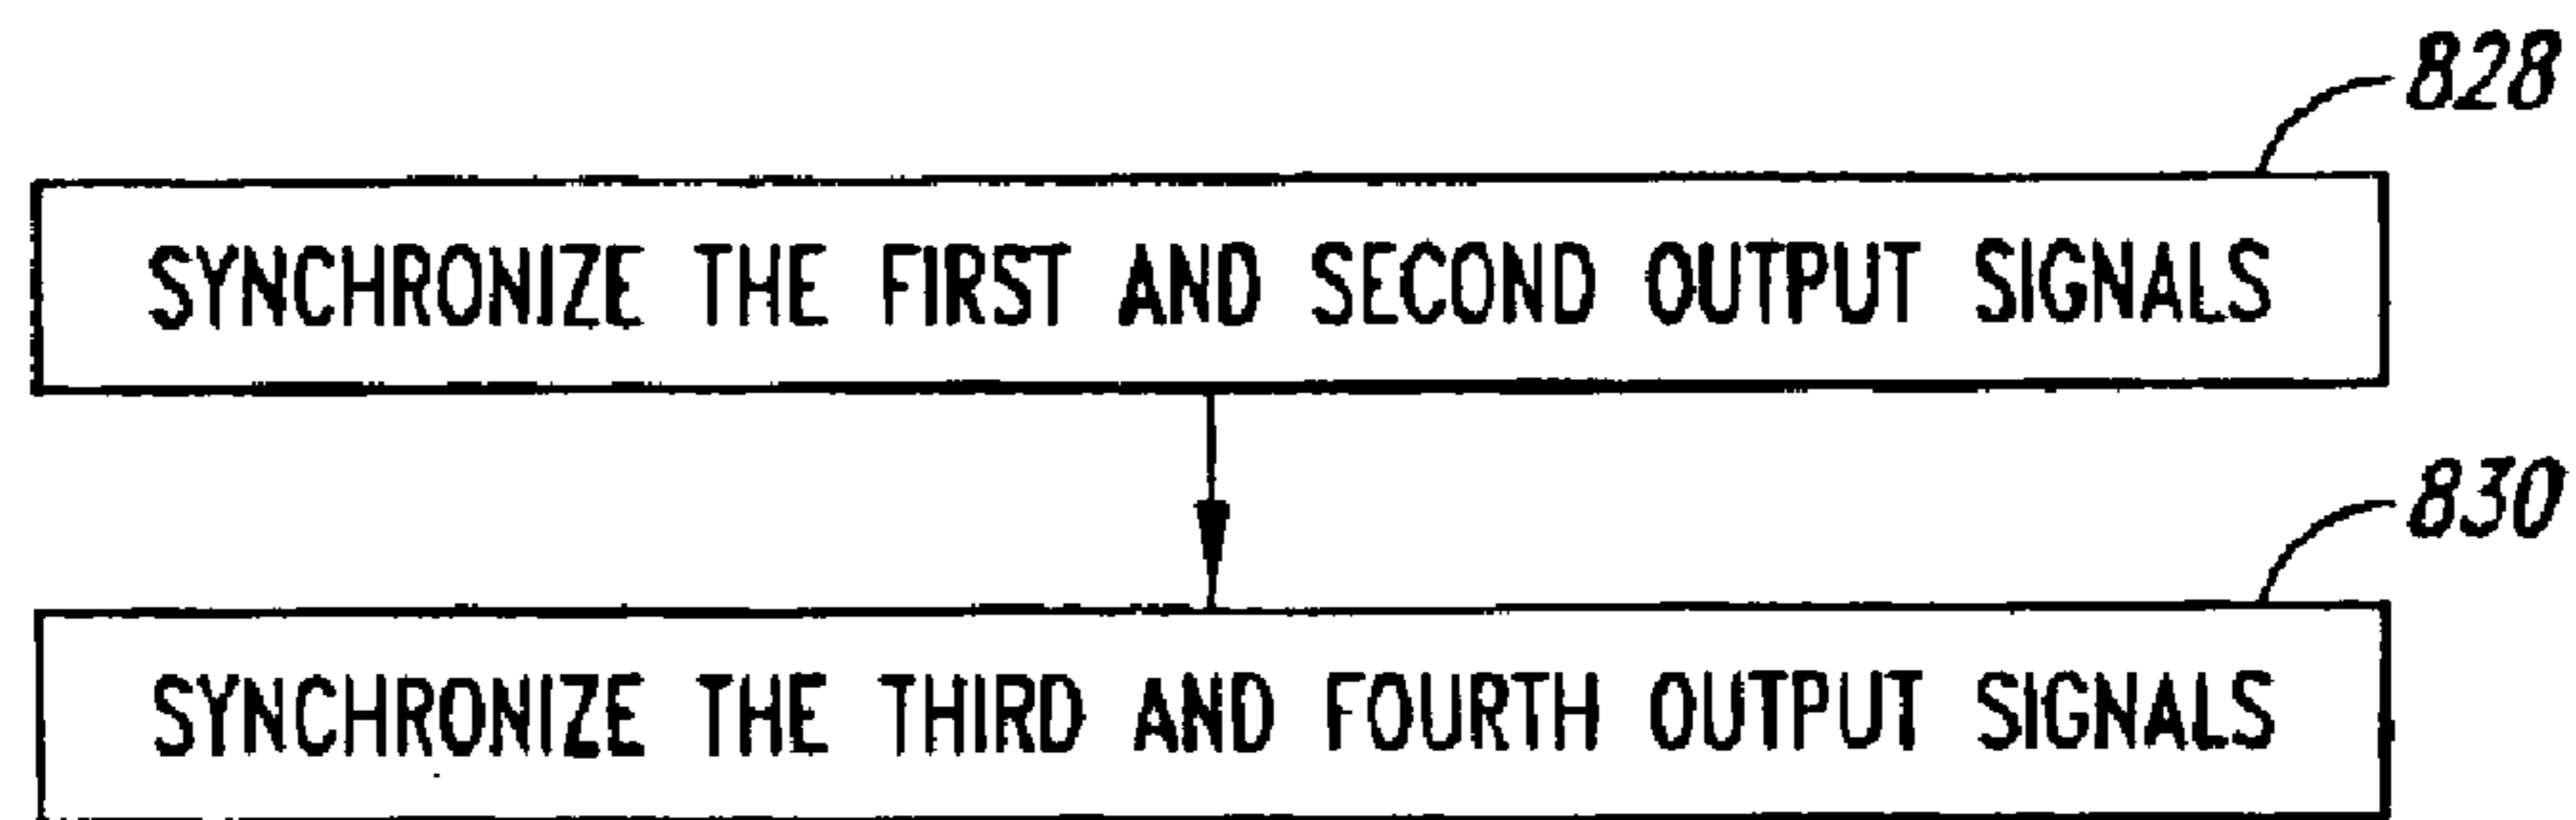 828
SYNCHRONIZE THE FIRST AND SECOND OUTPUT SIGNALS
830
SYNCHRONIZE THE THIRD AND FOURTH OUTPUT SIGNALS